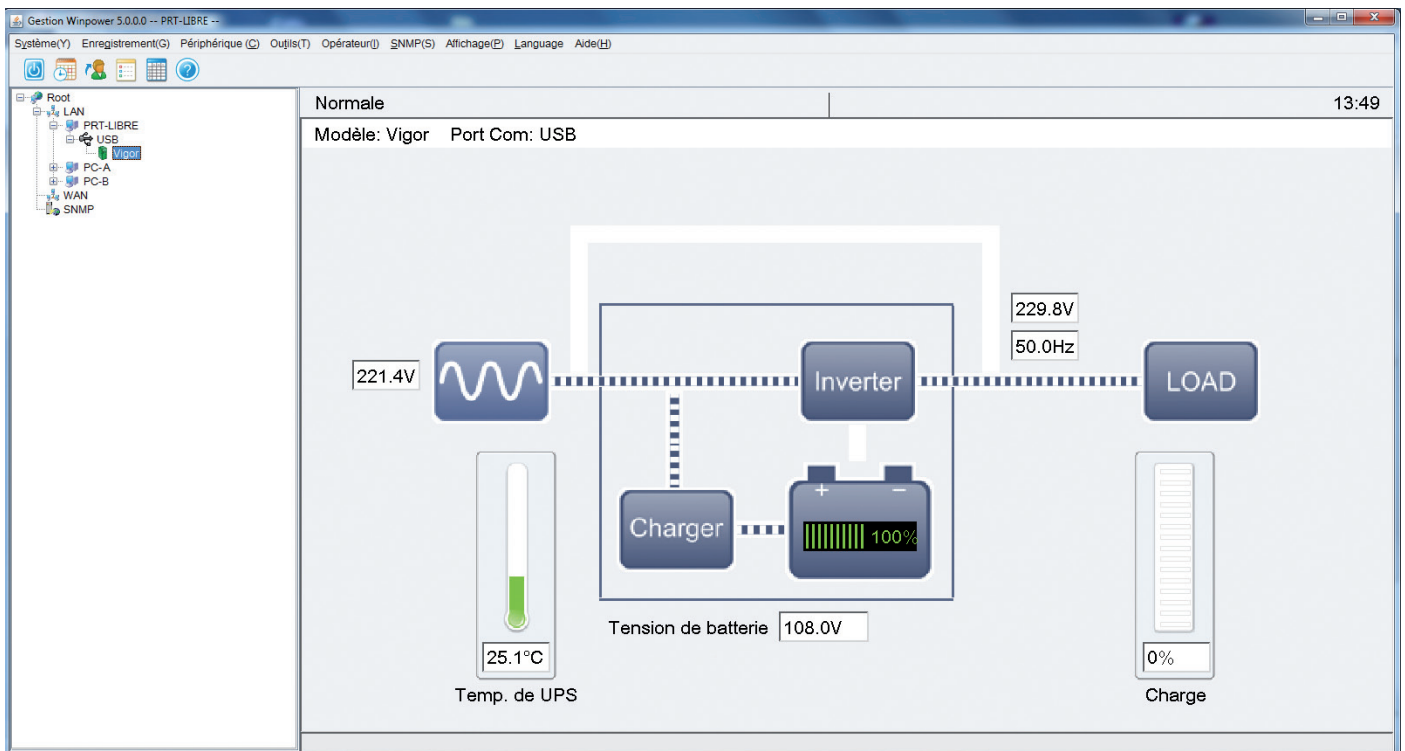 Gestion Winpower 5.0.0.0 -- PRT-LIBRE --
Système(Y) Enregistrement(G) Périphérique (C) Outjls(T) Opérateur(I) SNMP(S) Affichage(P) Language Aide(H)
Root
LAN
PRT-LIBRE
USB
Vigor
PC-A
PC-B
WAN
SNMP
Normale 13:49
Modèle: Vigor Port Com: USB
229.8V
50.0Hz
221.4V
Inverter
LOAD
+ −
Charger
100%
Tension de batterie 108.0V
25.1°C
0%
Temp. de UPS
Charge